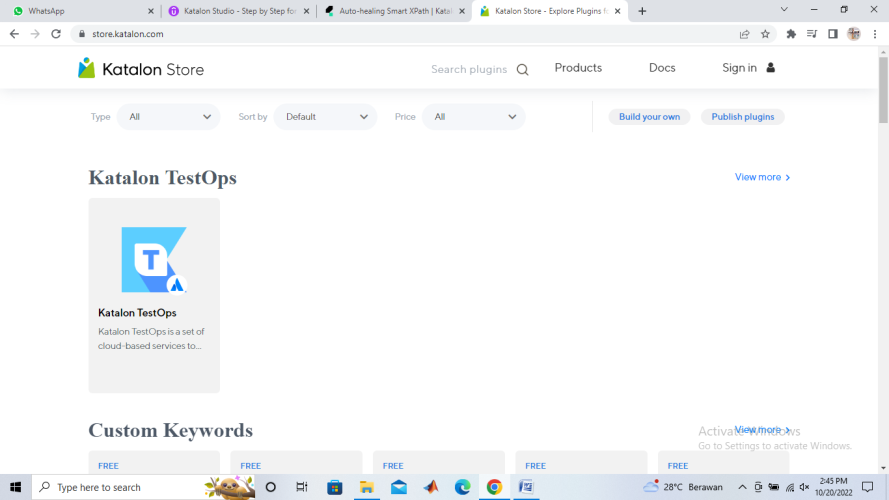 WhatsApp
Katalon Studio - Step by Step for
Auto-healing Smart XPath | Katal
Katalon Store - Explore Plugins fo
store.katalon.com
Katalon Store
Search plugins
Products
Docs
Sign in
Type All
Sort by Default
Price All
Build your own
Publish plugins
Katalon TestOps
View more
T
Katalon TestOps
Katalon TestOps is a set of
cloud-based services to...
Custom Keywords
View more
Activate Windows
Go to Settings to activate Windows.
FREE FREE FREE FREE FREE
Type here to search
28°C Berawan
2:45 PM
10/20/2022